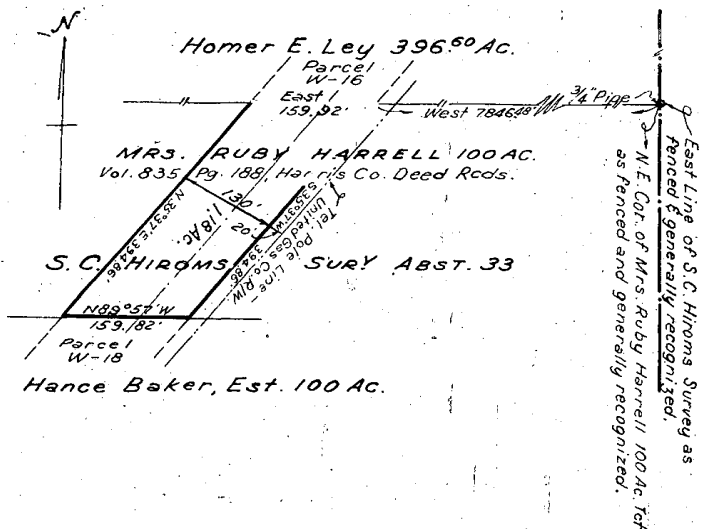 N
Homer E. Ley 396.60 Ac.
Parcel
W-16
East
159.92'
West 7846.48'
3/4" Pipe
MRS. RUBY HARRELL 100 AC.
Vol. 835, Pg. 188, Harris Co. Deed Rcds.
N 35°37'E 394.86'
130'
20'
1.18 Ac.
S 35°37'W
394.86'
Tel. Pole Line-
United Gas Co. R/W
S. C. HIROMS SURY ABST. 33
N89°57'W
159.82'
Parcel
W-18
Hance Baker, Est. 100 Ac.
East Line of S.C. Hiroms Survey as
fenced & generally recognized.
N.E. Cor. of Mrs. Ruby Harrell 100 Ac. Tct
as fenced and generally recognized.